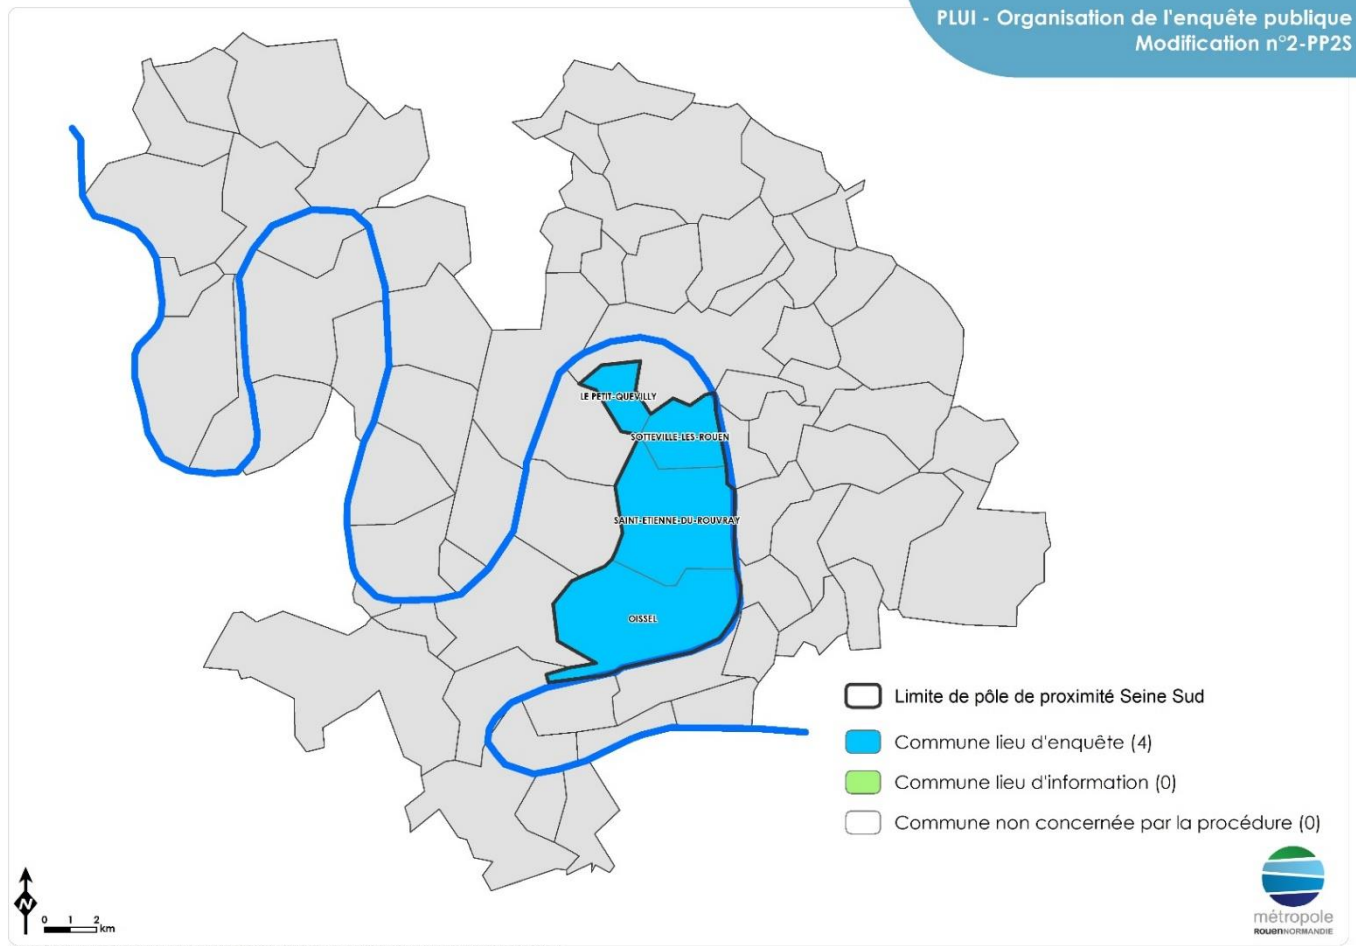 PLUI - Organisation de l'enquête publique
Modification n°2-PP2S
LE PETIT-QUEVILLY
SOTTEVILLE-LES-ROUEN
SAINT-ETIENNE-DU-ROUVRAY
OISSEL
Limite de pôle de proximité Seine Sud
Commune lieu d'enquête (4)
Commune lieu d'information (0)
Commune non concernée par la procédure (0)
N
0 1 2
km
métropole
ROUENNORMANDIE